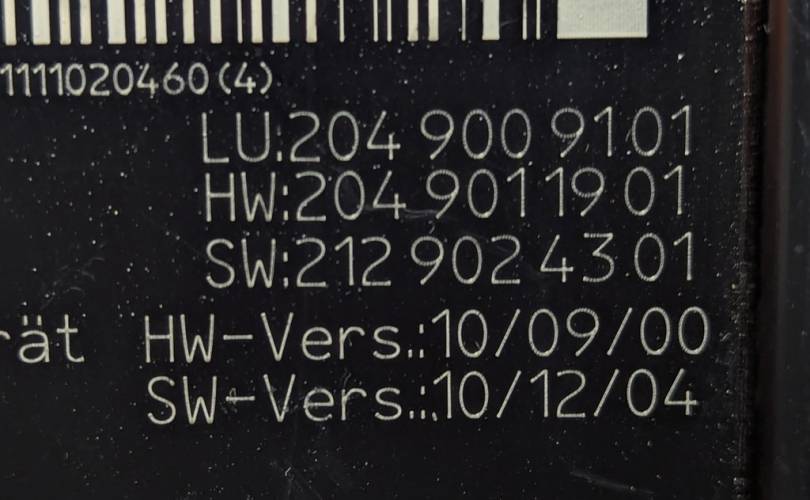 1111020460(4)
LU:204 900 91 01
HW:204 901 19 01
SW:212 902 43 01
rät HW-Vers.:10/09/00
SW-Vers.:10/12/04